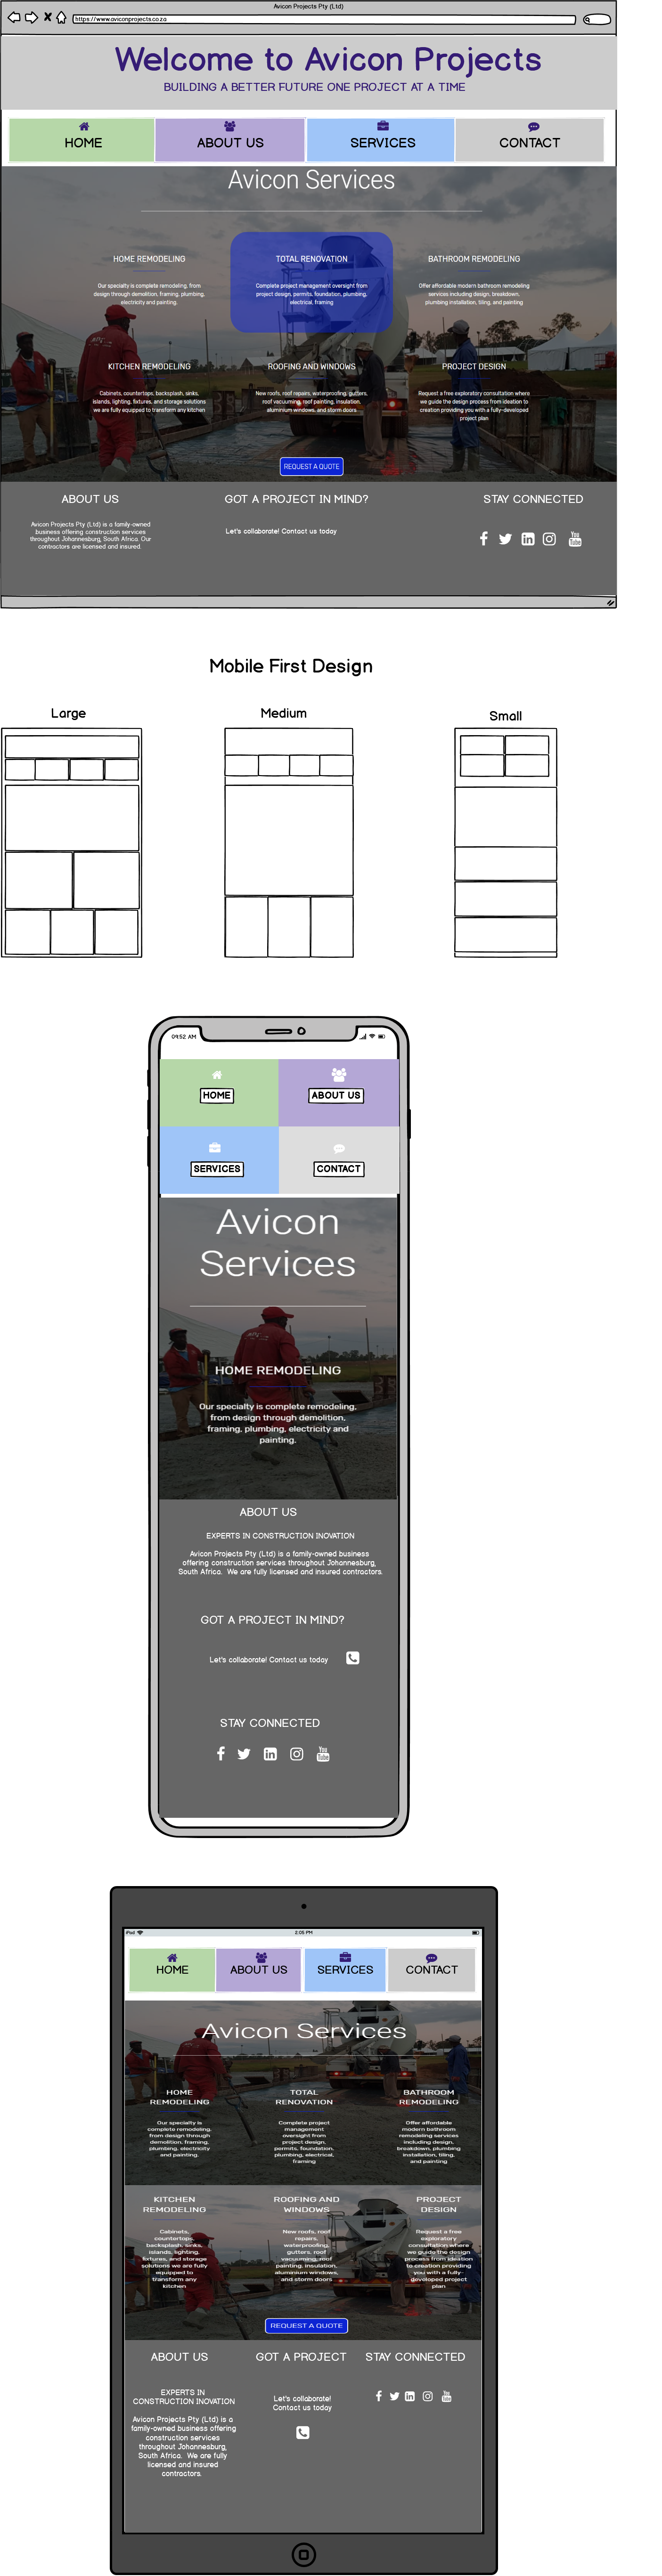 Avicon Projects Pty (Ltd)
https://www.aviconprojects.co.za
Welcome to Avicon Projects
BUILDING A BETTER FUTURE ONE PROJECT AT A TIME
HOME
ABOUT US
SERVICES
CONTACT
Avicon Services
HOME REMODELING
Our specialty is complete remodeling, from
design through demolition, framing, plumbing,
electricity and painting.
TOTAL RENOVATION
Complete project management oversight from
project design, permits, foundation, plumbing,
electrical, framing
BATHROOM REMODELING
Offer affordable modern bathroom remodeling
services including design, breakdown,
plumbing installation, tiling, and painting
KITCHEN REMODELING
Cabinets, countertops, backsplash, sinks,
islands, lighting, fixtures, and storage solutions
we are fully equipped to transform any kitchen
ROOFING AND WINDOWS
New roofs, roof repairs, waterproofing, gutters,
roof vacuuming, roof painting, insulation,
aluminium windows, and storm doors
PROJECT DESIGN
Request a free exploratory consultation where
we guide the design process from ideation to
creation providing you with a fully-developed
project plan
REQUEST A QUOTE
ABOUT US
Avicon Projects Pty (Ltd) is a family-owned
business offering construction services
throughout Johannesburg, South Africa. Our
contractors are licensed and insured.
GOT A PROJECT IN MIND?
Let's collaborate! Contact us today
STAY CONNECTED
You
Tube
Mobile First Design
Large
Medium
Small
09:52 AM
HOME
ABOUT US
SERVICES
CONTACT
Avicon
Services
HOME REMODELING
Our specialty is complete remodeling,
from design through demolition,
framing, plumbing, electricity and
painting.
ABOUT US
EXPERTS IN CONSTRUCTION INOVATION
Avicon Projects Pty (Ltd) is a family-owned business
offering construction services throughout Johannesburg,
South Africa. We are fully licensed and insured contractors.
GOT A PROJECT IN MIND?
Let's collaborate! Contact us today
STAY CONNECTED
You
Tube
iPad
2:05 PM
HOME
ABOUT US
SERVICES
CONTACT
Avicon Services
HOME
REMODELING
Our specialty is
complete remodeling,
from design through
demolition, framing,
plumbing, electricity
and painting.
TOTAL
RENOVATION
Complete project
management
oversight from
project design,
permits, foundation,
plumbing, electrical,
framing
BATHROOM
REMODELING
Offer affordable
modern bathroom
remodeling services
including design,
breakdown, plumbing
installation, tiling,
and painting
KITCHEN
REMODELING
Cabinets,
countertops,
backsplash, sinks,
islands, lighting,
fixtures, and storage
solutions we are fully
equipped to
transform any
kitchen
ROOFING AND
WINDOWS
New roofs, roof
repairs,
waterproofing,
gutters, roof
vacuuming, roof
painting, insulation,
aluminium windows,
and storm doors
PROJECT
DESIGN
Request a free
exploratory
consultation where
we guide the design
process from ideation
to creation providing
you with a fully-
developed project
plan
REQUEST A QUOTE
ABOUT US
EXPERTS IN
CONSTRUCTION INOVATION
Avicon Projects Pty (Ltd) is a
family-owned business offering
construction services
throughout Johannesburg,
South Africa. We are fully
licensed and insured
contractors.
GOT A PROJECT
Let's collaborate!
Contact us today
STAY CONNECTED
You
Tube